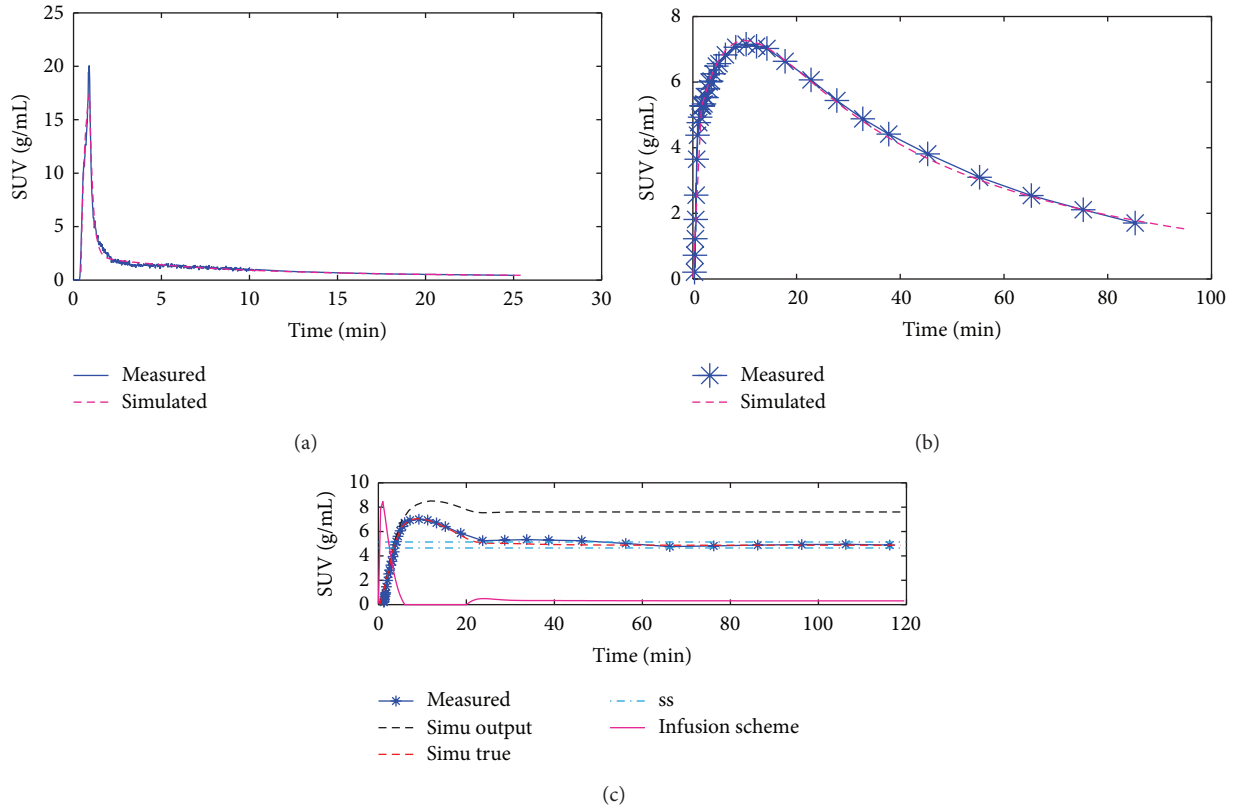 25
20
15
10
5
0
SUV (g/mL)
0 5 10 15 20 25 30
Time (min)
Measured
Simulated
(a)
8
6
4
2
0
SUV (g/mL)
0 20 40 60 80 100
Time (min)
Measured
Simulated
(b)
10
8
6
4
2
0
SUV (g/mL)
0 20 40 60 80 100 120
Time (min)
Measured
Simu output
Simu true
ss
Infusion scheme
(c)